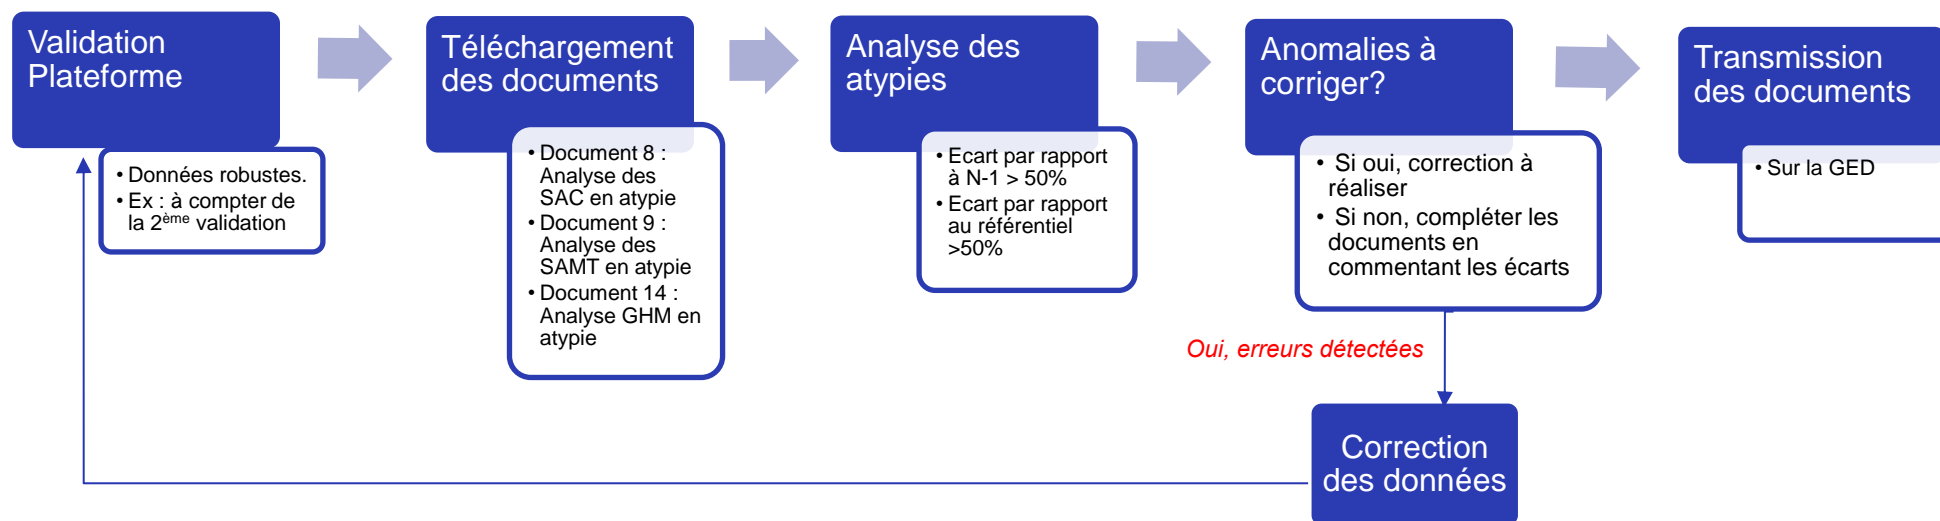 Validation
Plateforme
• Données robustes.
• Ex : à compter de
la 2ème validation
Téléchargement
des documents
• Document 8 :
Analyse des
SAC en atypie
• Document 9 :
Analyse des
SAMT en atypie
• Document 14 :
Analyse GHM en
atypie
Analyse des
atypies
• Ecart par rapport
à N-1 > 50%
• Ecart par rapport
au référentiel
>50%
Anomalies à
corriger?
• Si oui, correction à
réaliser
• Si non, compléter les
documents en
commentant les écarts
Transmission
des documents
• Sur la GED
Oui, erreurs détectées
Correction
des données